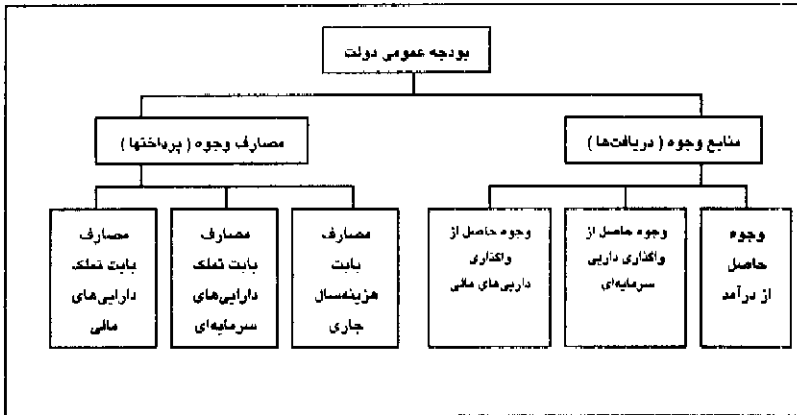 بودجه عمومی دولت
منابع وجوه ( دریافت‌ها )
مصارف وجوه ( پرداختها )
وجوه
حاصل
از درآمد
وجوه حاصل از
واگذاری داریی
سرمایه‌ای
وجوه حاصل از
واگذاری
داریی‌های مالی
مصارف
بابت
هزینه‌سال
جاری
مصارف
بابت تملک
دارایی‌های
سرمایه‌ای
مصارف
بابت تملک
دارایی‌های
مالی